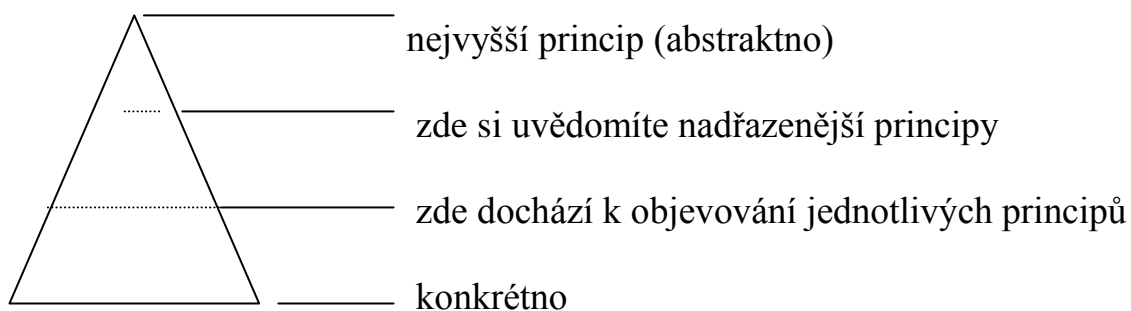 nejvyšší princip (abstraktno)
zde si uvědomíte nadřazenější principy
zde dochází k objevování jednotlivých principů
konkrétno